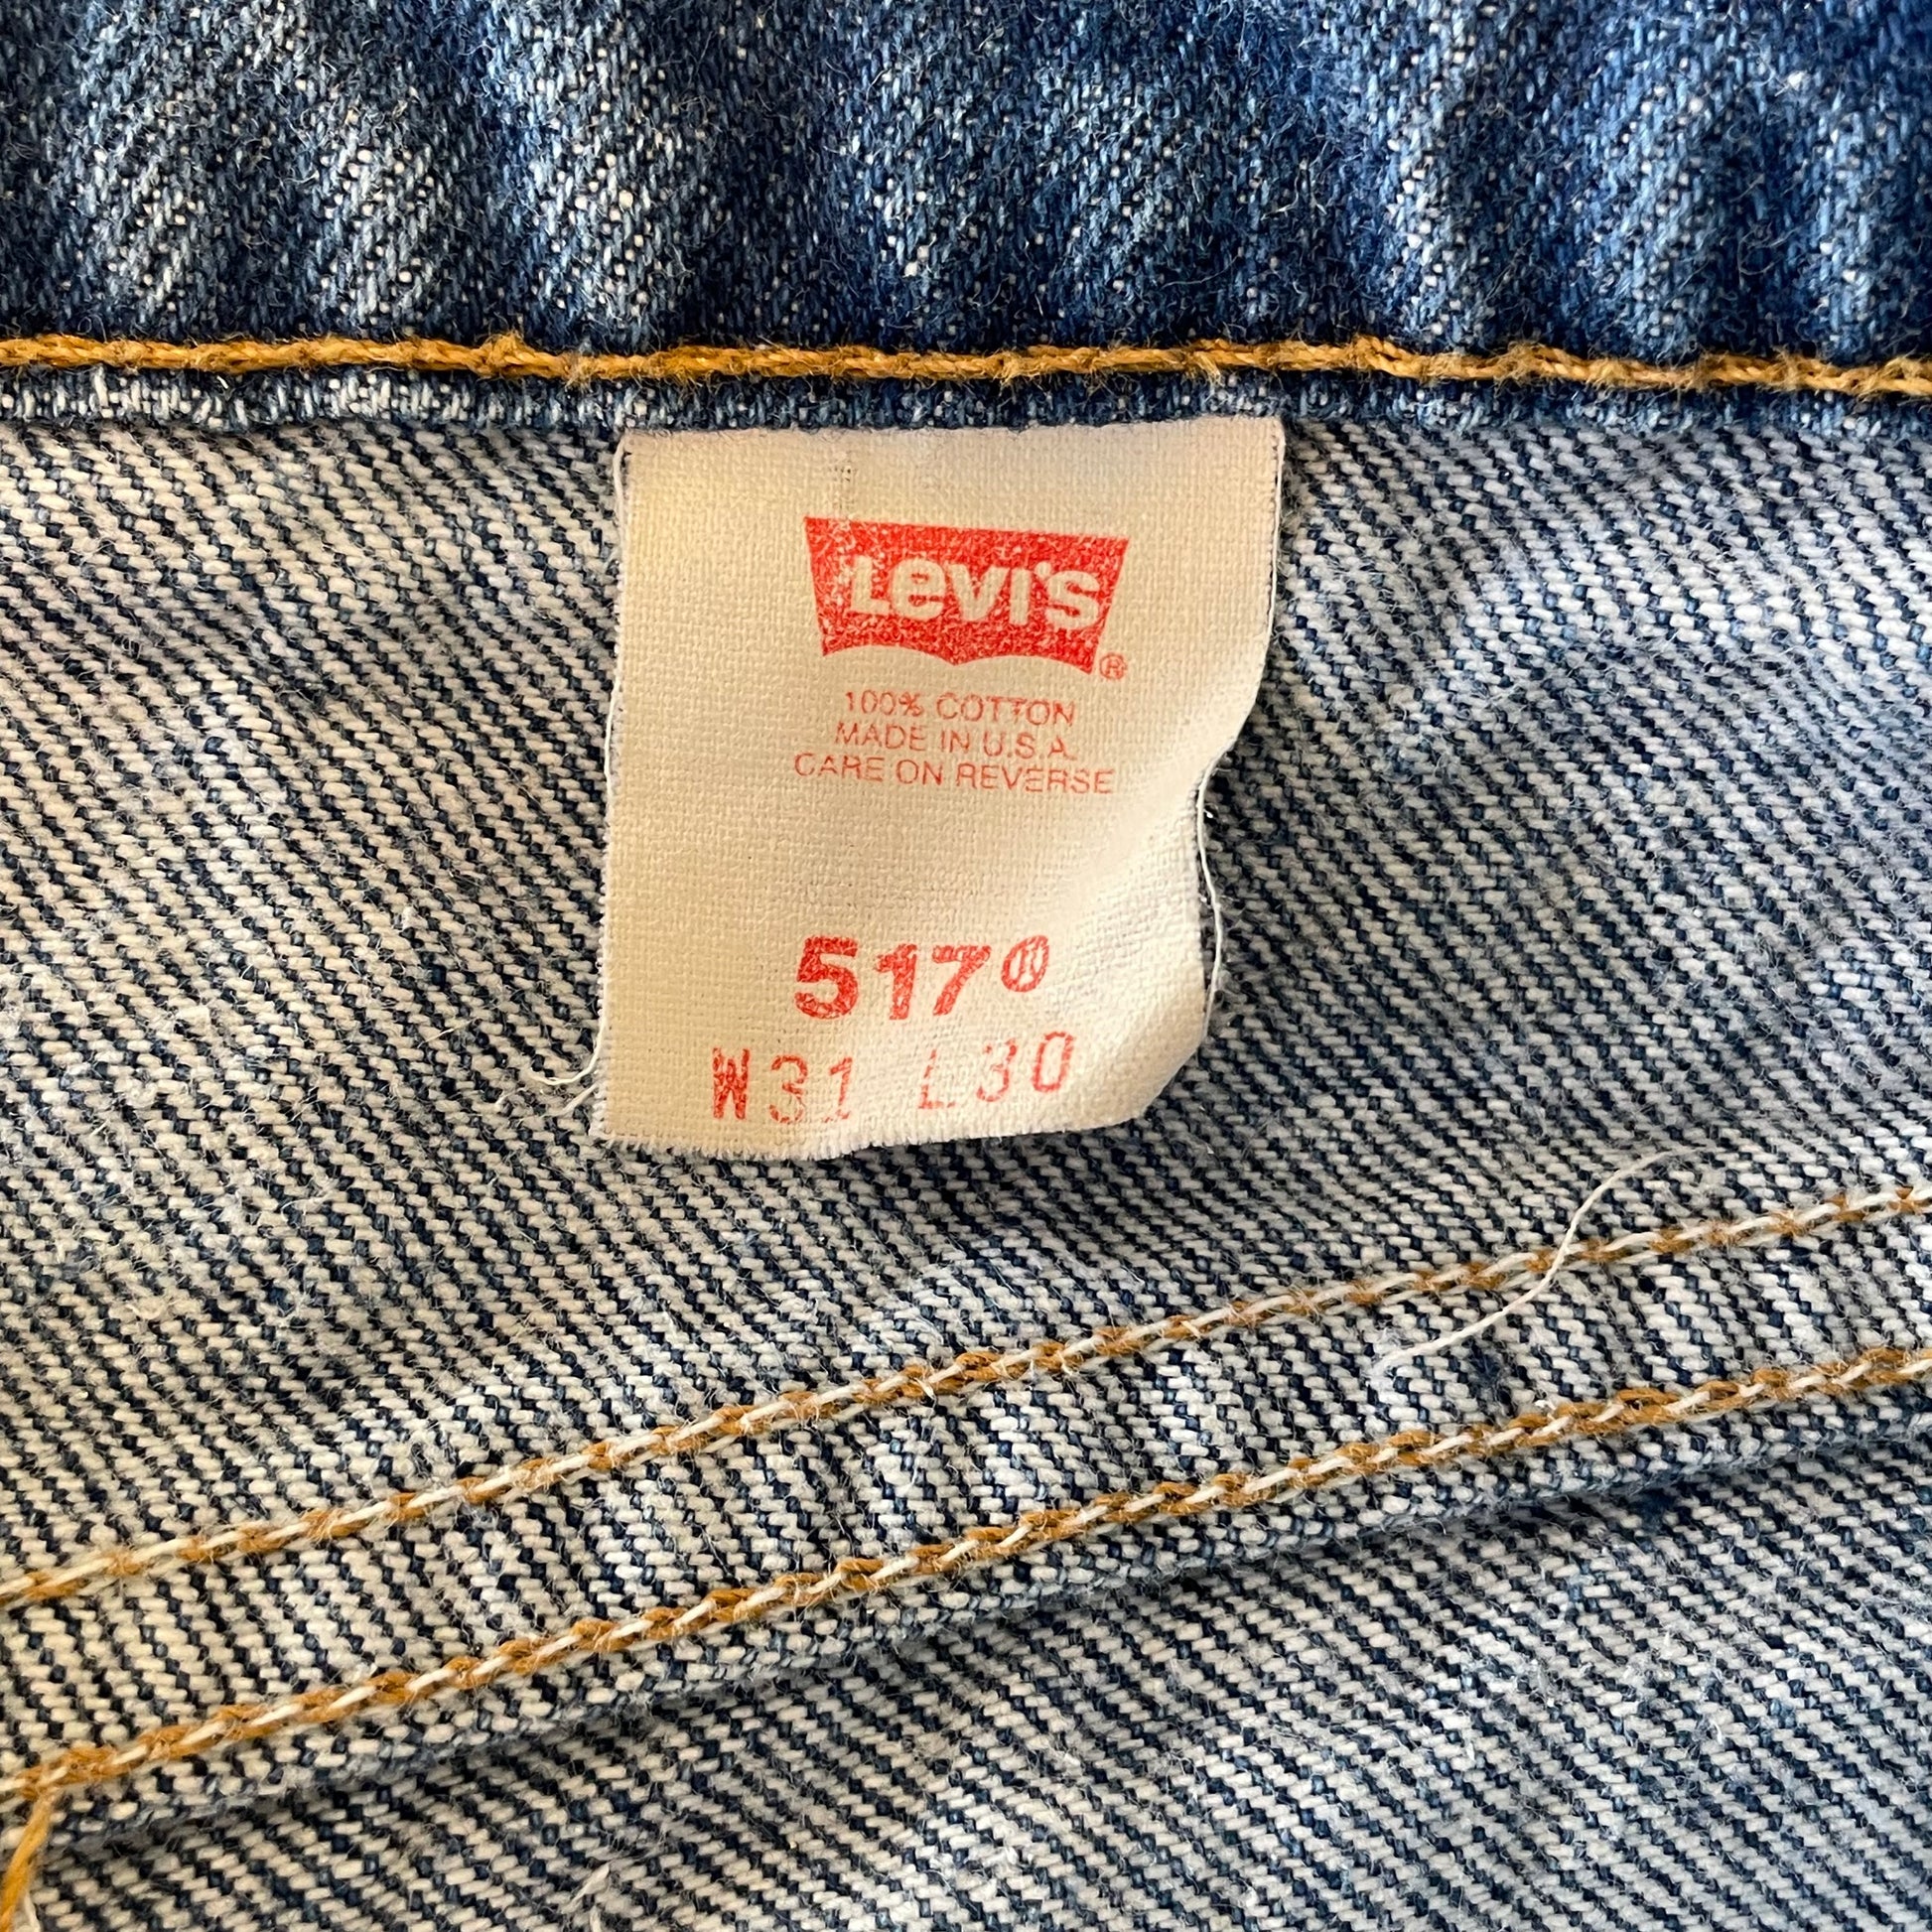 Levi's®
100% COTTON
MADE IN U.S.A.
CARE ON REVERSE
517®
W31 L30